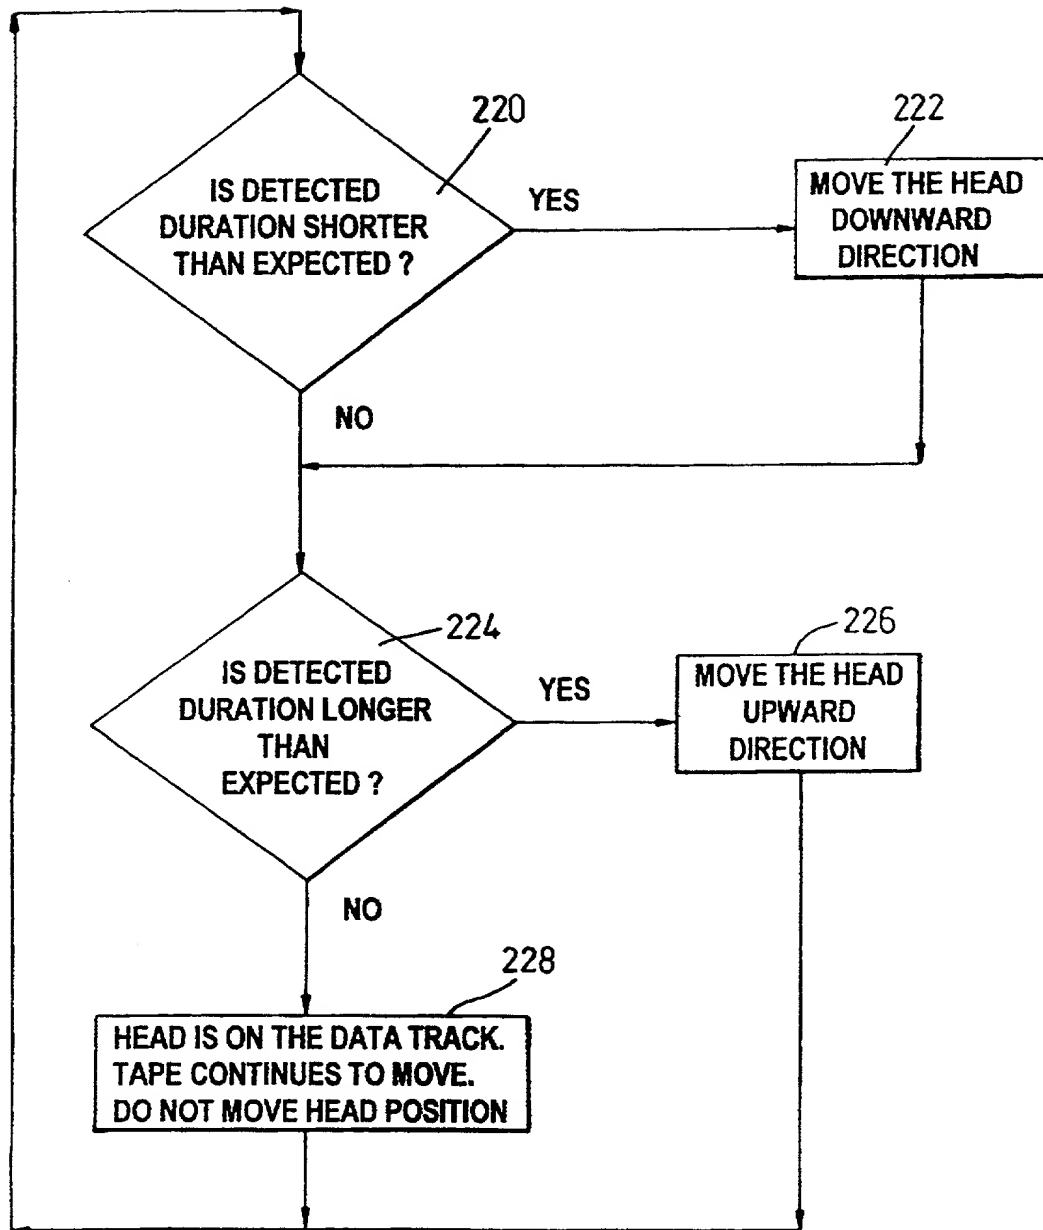 220
IS DETECTED
DURATION SHORTER
THAN EXPECTED ?
YES
222
MOVE THE HEAD
DOWNWARD
DIRECTION
NO
224
IS DETECTED
DURATION LONGER
THAN
EXPECTED ?
YES
226
MOVE THE HEAD
UPWARD
DIRECTION
NO
228
HEAD IS ON THE DATA TRACK.
TAPE CONTINUES TO MOVE.
DO NOT MOVE HEAD POSITION